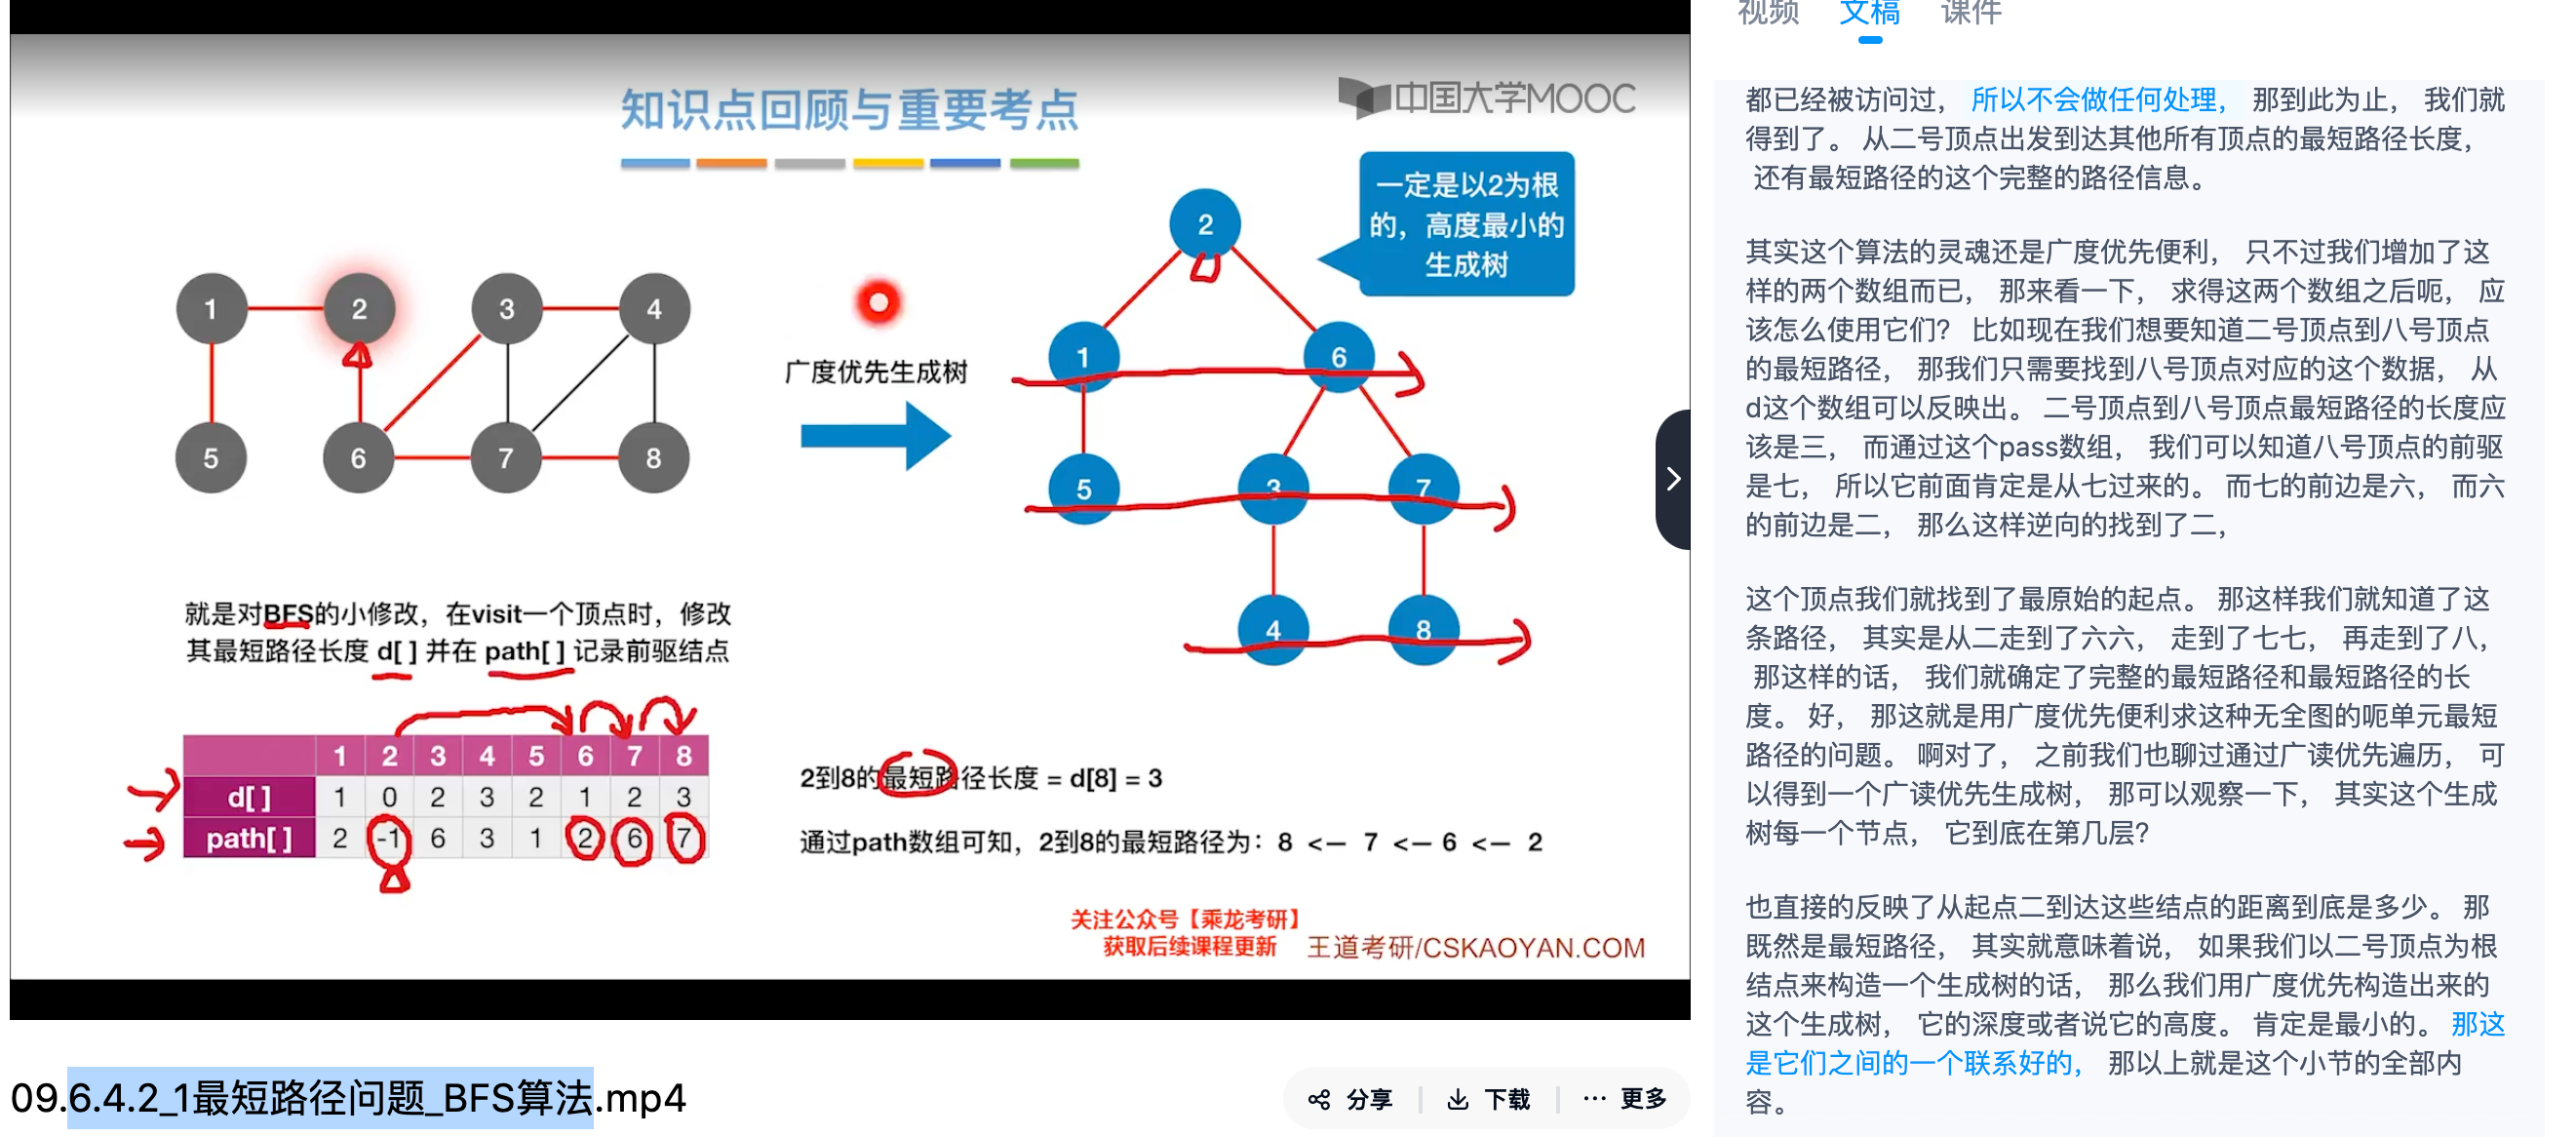 知识点回顾与重要考点
中国大学MOOC
一定是以2为根
的，高度最小的
生成树
1
2
3
4
5
6
7
8
广度优先生成树
2
1
6
5
3
7
4
8
就是对BFS的小修改，在visit一个顶点时，修改
其最短路径长度 d[ ] 并在 path[ ] 记录前驱结点
1 2 3 4 5 6 7 8
d[ ] 1 0 2 3 2 1 2 3
path[ ] 2 -1 6 3 1 2 6 7
2到8的最短路径长度 = d[8] = 3
通过path数组可知，2到8的最短路径为：8 <— 7 <— 6 <— 2
关注公众号【乘龙考研】
获取后续课程更新
王道考研/CSKAOYAN.COM
09.6.4.2_1最短路径问题_BFS算法.mp4
分享
下载
更多
视频 文稿 课件
都已经被访问过， 所以不会做任何处理， 那到此为止， 我们就
得到了。 从二号顶点出发到达其他所有顶点的最短路径长度，
还有最短路径的这个完整的路径信息。
其实这个算法的灵魂还是广度优先便利， 只不过我们增加了这
样的两个数组而已， 那来看一下， 求得这两个数组之后呃， 应
该怎么使用它们？ 比如现在我们想要知道二号顶点到八号顶点
的最短路径， 那我们只需要找到八号顶点对应的这个数据， 从
d这个数组可以反映出。 二号顶点到八号顶点最短路径的长度应
该是三， 而通过这个pass数组， 我们可以知道八号顶点的前驱
是七， 所以它前面肯定是从七过来的。 而七的前边是六， 而六
的前边是二， 那么这样逆向的找到了二，
这个顶点我们就找到了最原始的起点。 那这样我们就知道了这
条路径， 其实是从二走到了六六， 走到了七七， 再走到了八，
那这样的话， 我们就确定了完整的最短路径和最短路径的长
度。 好， 那这就是用广度优先便利求这种无全图的呃单元最短
路径的问题。 啊对了， 之前我们也聊过通过广读优先遍历， 可
以得到一个广读优先生成树， 那可以观察一下， 其实这个生成
树每一个节点， 它到底在第几层？
也直接的反映了从起点二到达这些结点的距离到底是多少。 那
既然是最短路径， 其实就意味着说， 如果我们以二号顶点为根
结点来构造一个生成树的话， 那么我们用广度优先构造出来的
这个生成树， 它的深度或者说它的高度。 肯定是最小的。 那这
是它们之间的一个联系好的， 那以上就是这个小节的全部内
容。